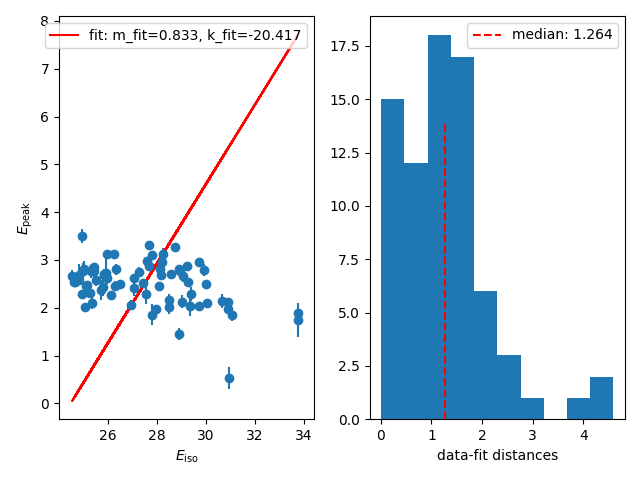 fit: m_fit=0.833, k_fit=-20.417
8
7
6
5
4
3
2
1
0
E_peak
26 28 30 32 34
E_iso
median: 1.264
17.5
15.0
12.5
10.0
7.5
5.0
2.5
0.0
0 1 2 3 4
data-fit distances